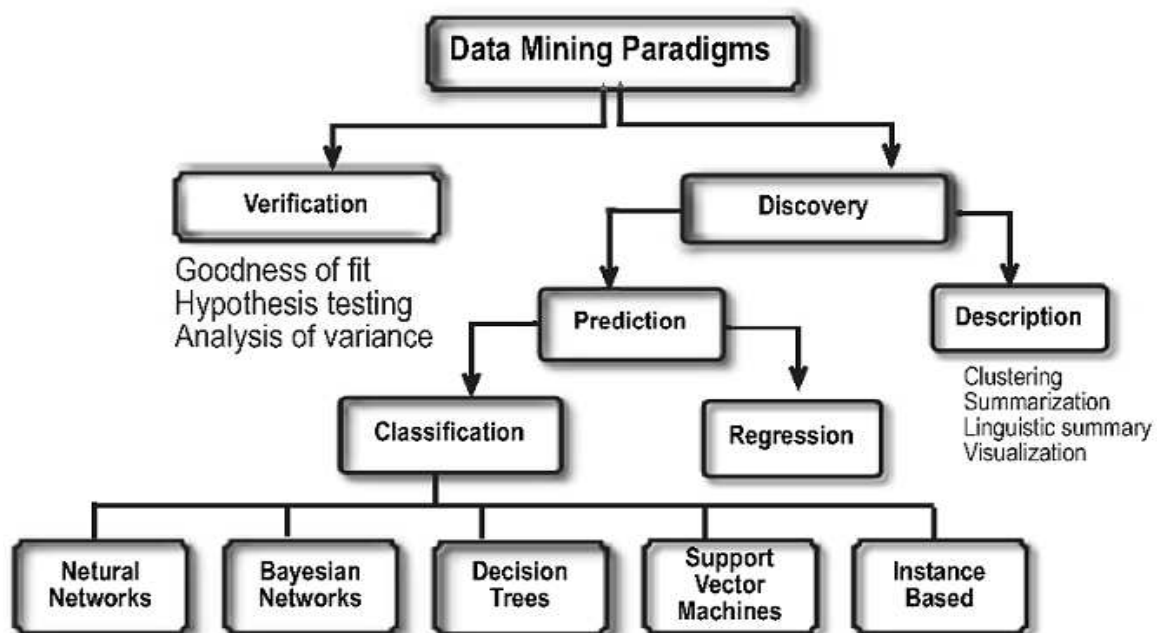 Data Mining Paradigms
Verification
Discovery
Goodness of fit
Hypothesis testing
Analysis of variance
Prediction
Description
Clustering
Summarization
Linguistic summary
Visualization
Classification
Regression
Netural
Networks
Bayesian
Networks
Decision
Trees
Support
Vector
Machines
Instance
Based